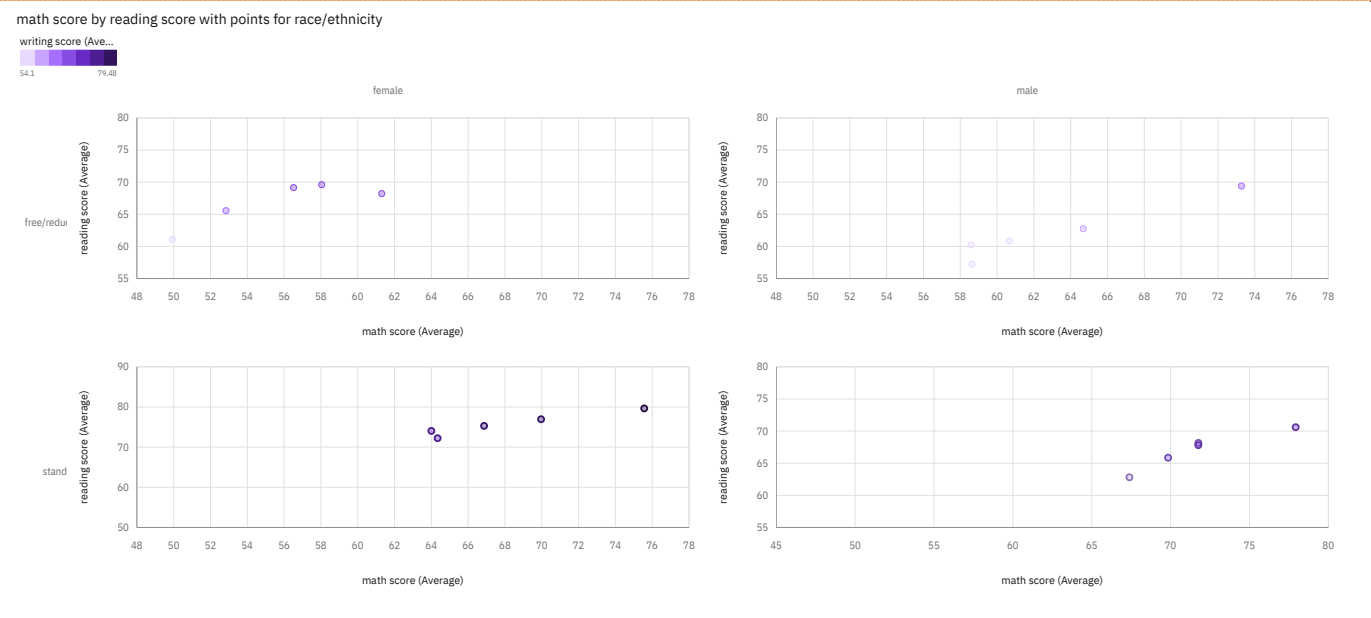 math score by reading score with points for race/ethnicity
writing score (Ave...
54.1 79.48
female male
80 80
75 75
70 70
65 65
60 60
55 55
free/reduc
reading score (Average) reading score (Average)
48 50 52 54 56 58 60 62 64 66 68 70 72 74 76 78 48 50 52 54 56 58 60 62 64 66 68 70 72 74 76 78
math score (Average) math score (Average)
90 80
80 75
70 70
60 65
50 60
55
stand
reading score (Average) reading score (Average)
48 50 52 54 56 58 60 62 64 66 68 70 72 74 76 78 45 50 55 60 65 70 75 80
math score (Average) math score (Average)